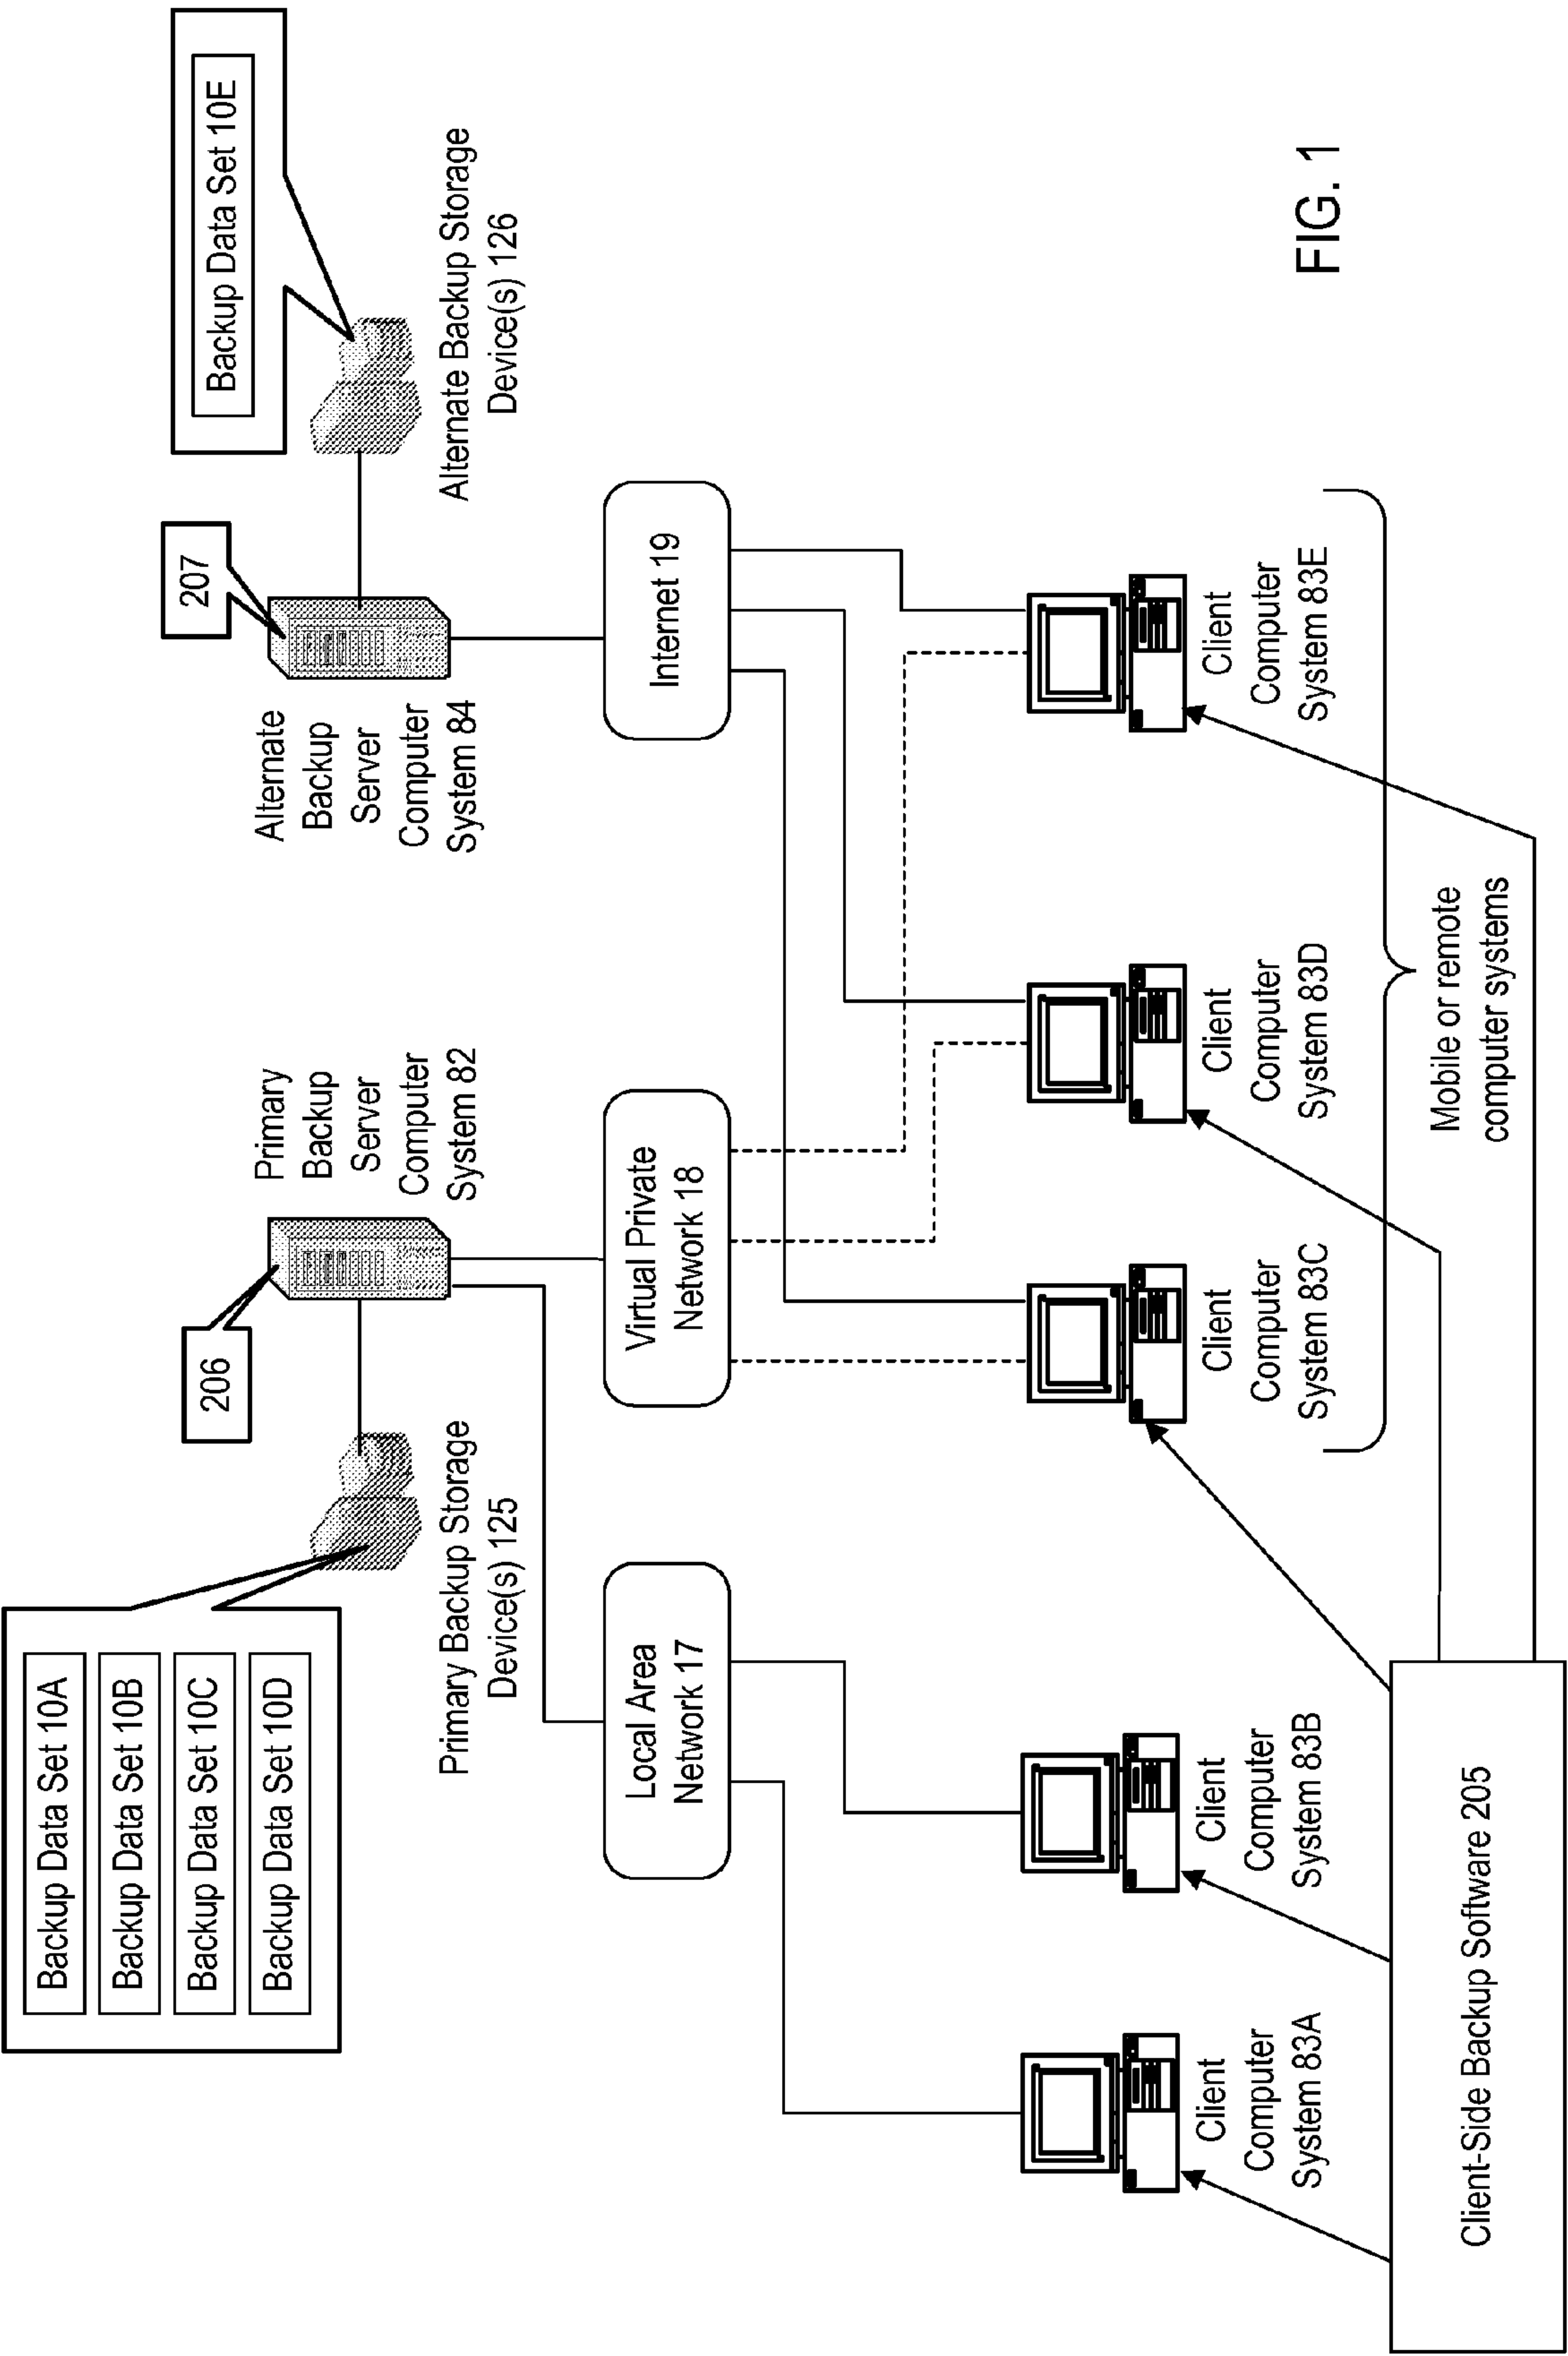 Backup Data Set 10A
Backup Data Set 10B
Backup Data Set 10C
Backup Data Set 10D
206
207
Backup Data Set 10E
Primary Backup Storage
Device(s) 125
Primary
Backup
Server
Computer
System 82
Alternate
Backup
Server
Computer
System 84
Alternate Backup Storage
Device(s) 126
Local Area
Network 17
Virtual Private
Network 18
Internet 19
Client
Computer
System 83A
Client
Computer
System 83B
Client
Computer
System 83C
Client
Computer
System 83D
Client
Computer
System 83E
Mobile or remote
computer systems
Client-Side Backup Software 205
FIG. 1